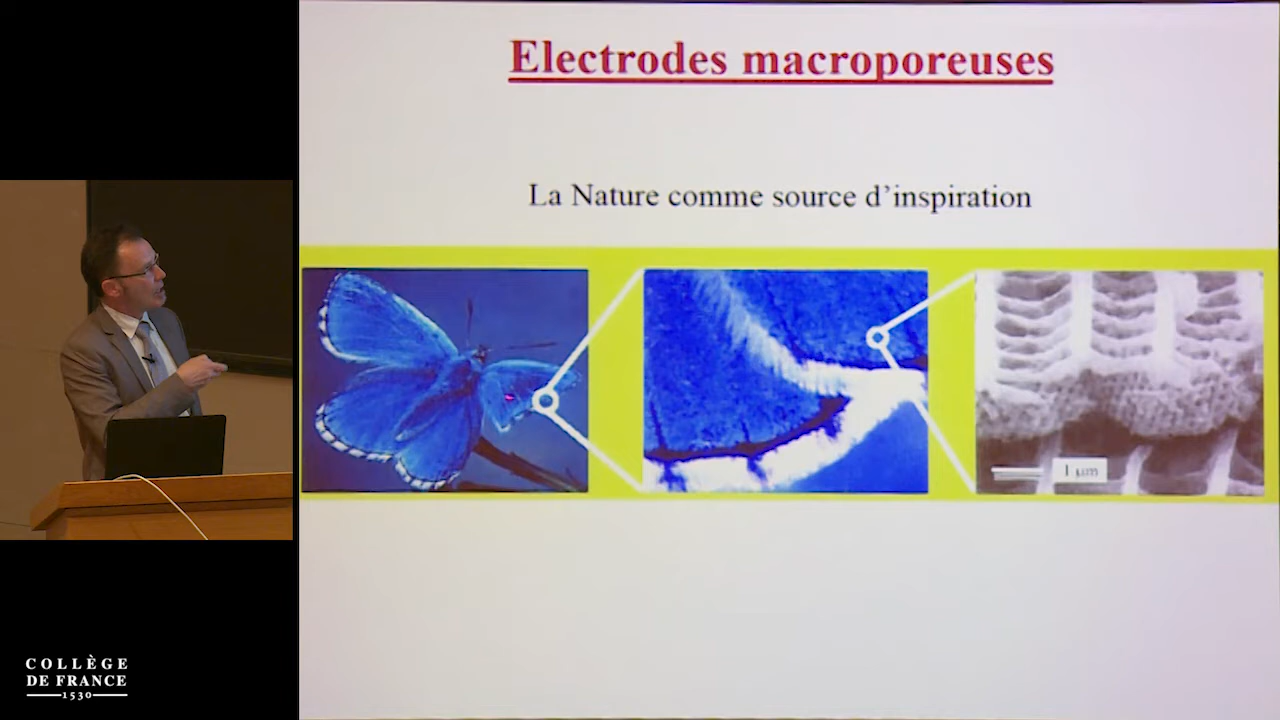 Electrodes macroporeuses
La Nature comme source d'inspiration
1 µm
COLLÈGE
DE FRANCE
1530